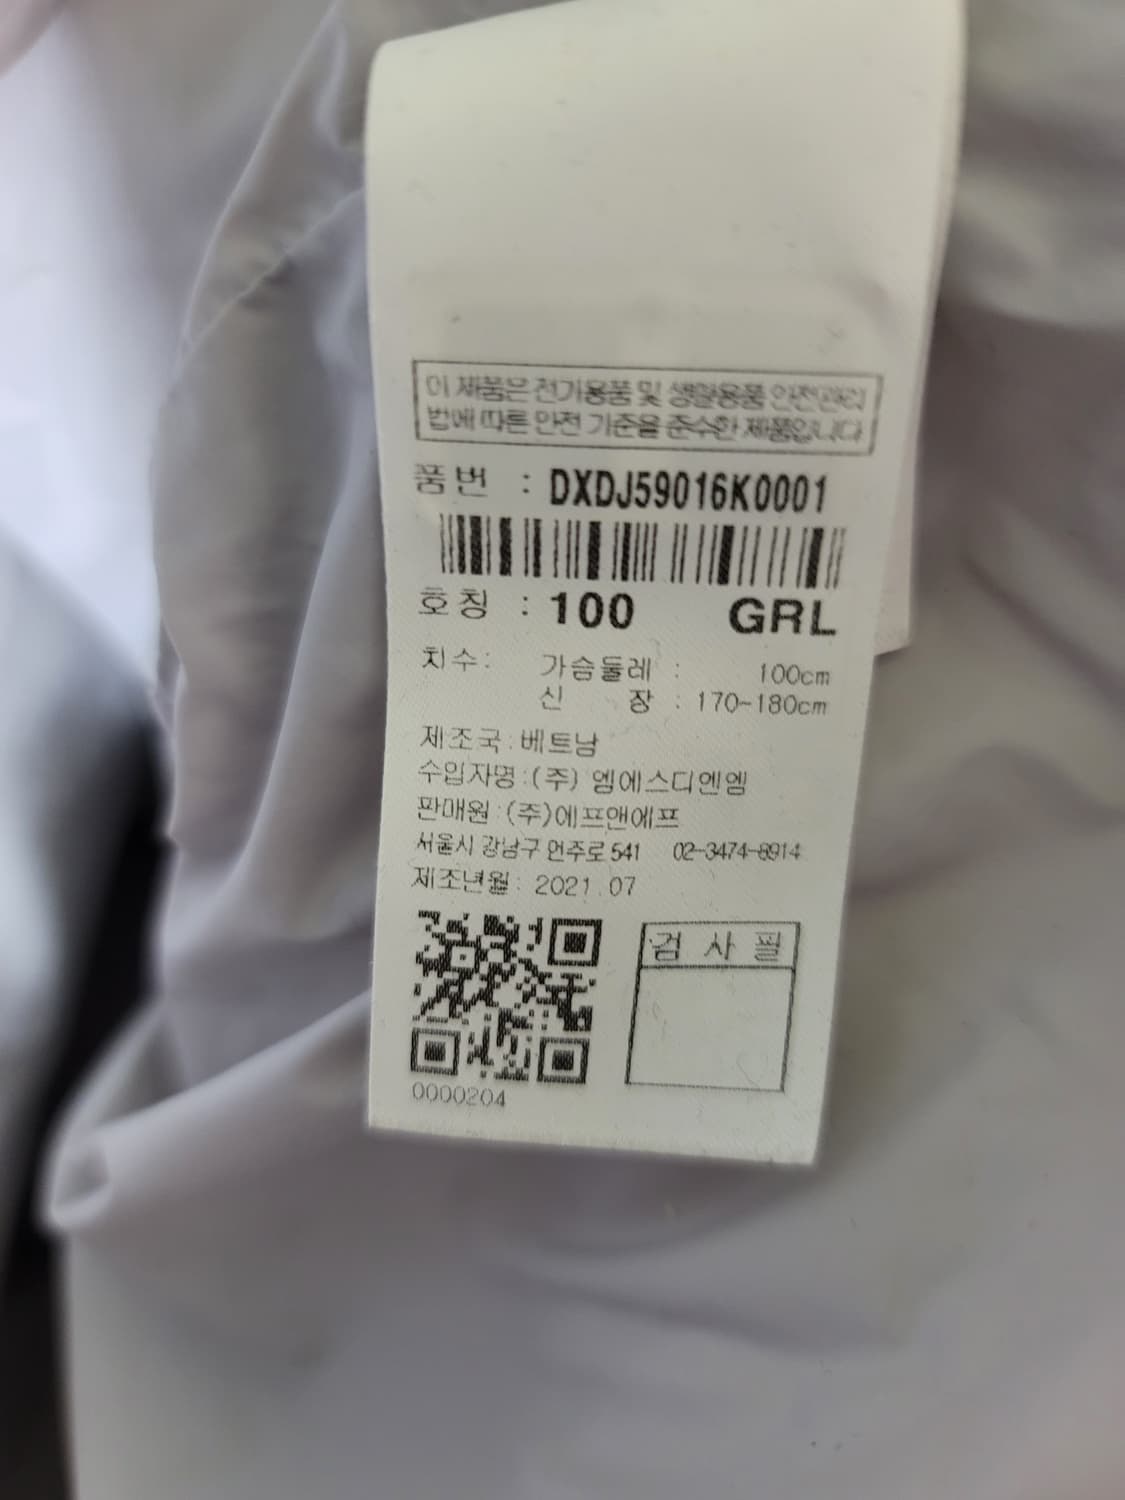 이 제품은 전기용품 및 생활용품 안전관리
법에 따른 안전 기준을 준수한 제품입니다
품번 : DXDJ59016K0001
호칭 : 100 GRL
치수: 가슴둘레 : 100cm
신 장 : 170-180cm
제조국 : 베트남
수입자명 : (주) 엠에스디엔엠
판매원 : (주)에프앤에프
서울시 강남구 언주로 541 02-3474-8914
제조년월 : 2021.07
검 사 필
0000204